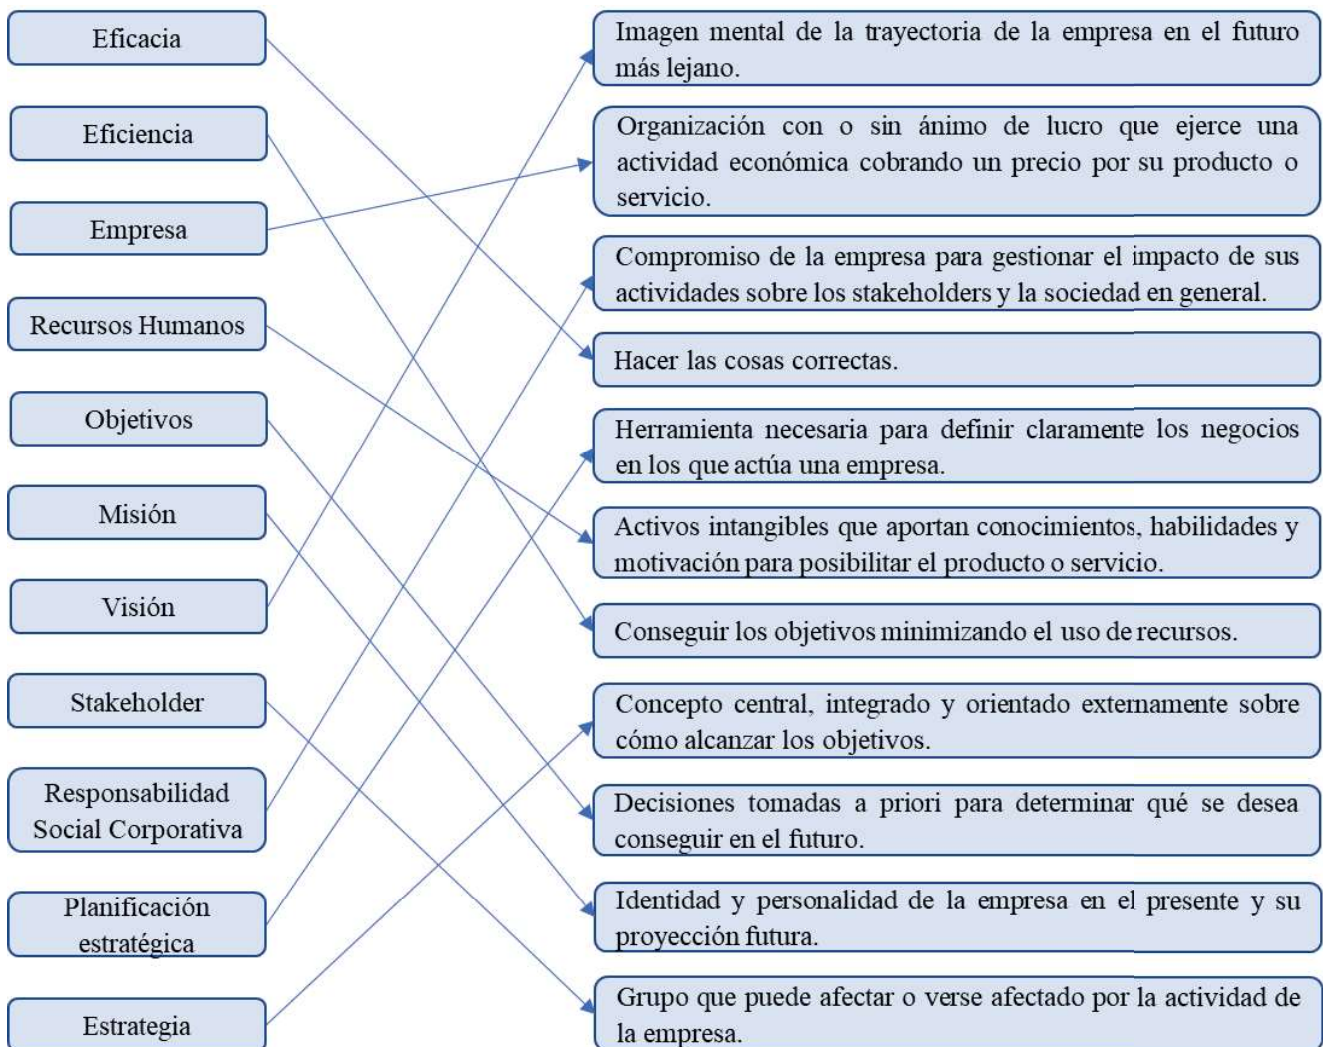 Eficacia
Eficiencia
Empresa
Recursos Humanos
Objetivos
Misión
Visión
Stakeholder
Responsabilidad
Social Corporativa
Planificación
estratégica
Estrategia
Imagen mental de la trayectoria de la empresa en el futuro
más lejano.
Organización con o sin ánimo de lucro que ejerce una
actividad económica cobrando un precio por su producto o
servicio.
Compromiso de la empresa para gestionar el impacto de sus
actividades sobre los stakeholders y la sociedad en general.
Hacer las cosas correctas.
Herramienta necesaria para definir claramente los negocios
en los que actúa una empresa.
Activos intangibles que aportan conocimientos, habilidades y
motivación para posibilitar el producto o servicio.
Conseguir los objetivos minimizando el uso de recursos.
Concepto central, integrado y orientado externamente sobre
cómo alcanzar los objetivos.
Decisiones tomadas a priori para determinar qué se desea
conseguir en el futuro.
Identidad y personalidad de la empresa en el presente y su
proyección futura.
Grupo que puede afectar o verse afectado por la actividad de
la empresa.